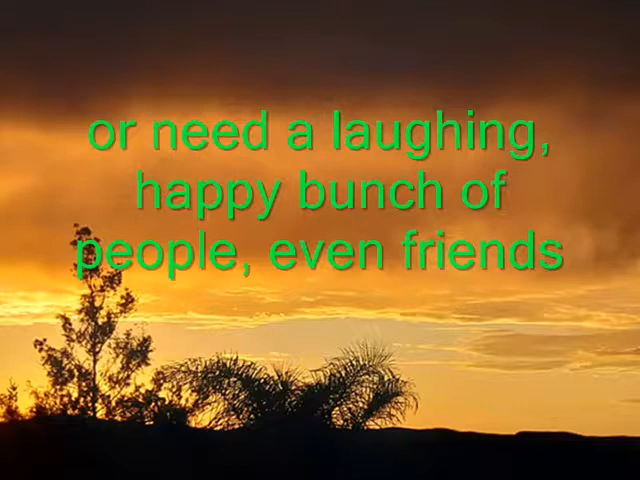 or need a laughing,
happy bunch of
people, even friends